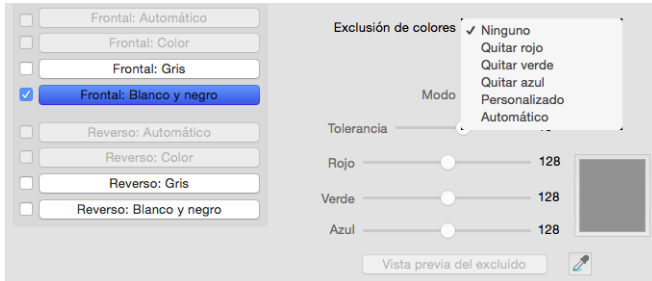 Frontal: Automático
Frontal: Color
Frontal: Gris
Frontal: Blanco y negro
Reverso: Automático
Reverso: Color
Reverso: Gris
Reverso: Blanco y negro
Exclusión de colores
✓ Ninguno
Quitar rojo
Quitar verde
Quitar azul
Personalizado
Automático
Modo
Tolerancia
Rojo 128
Verde 128
Azul 128
Vista previa del excluido